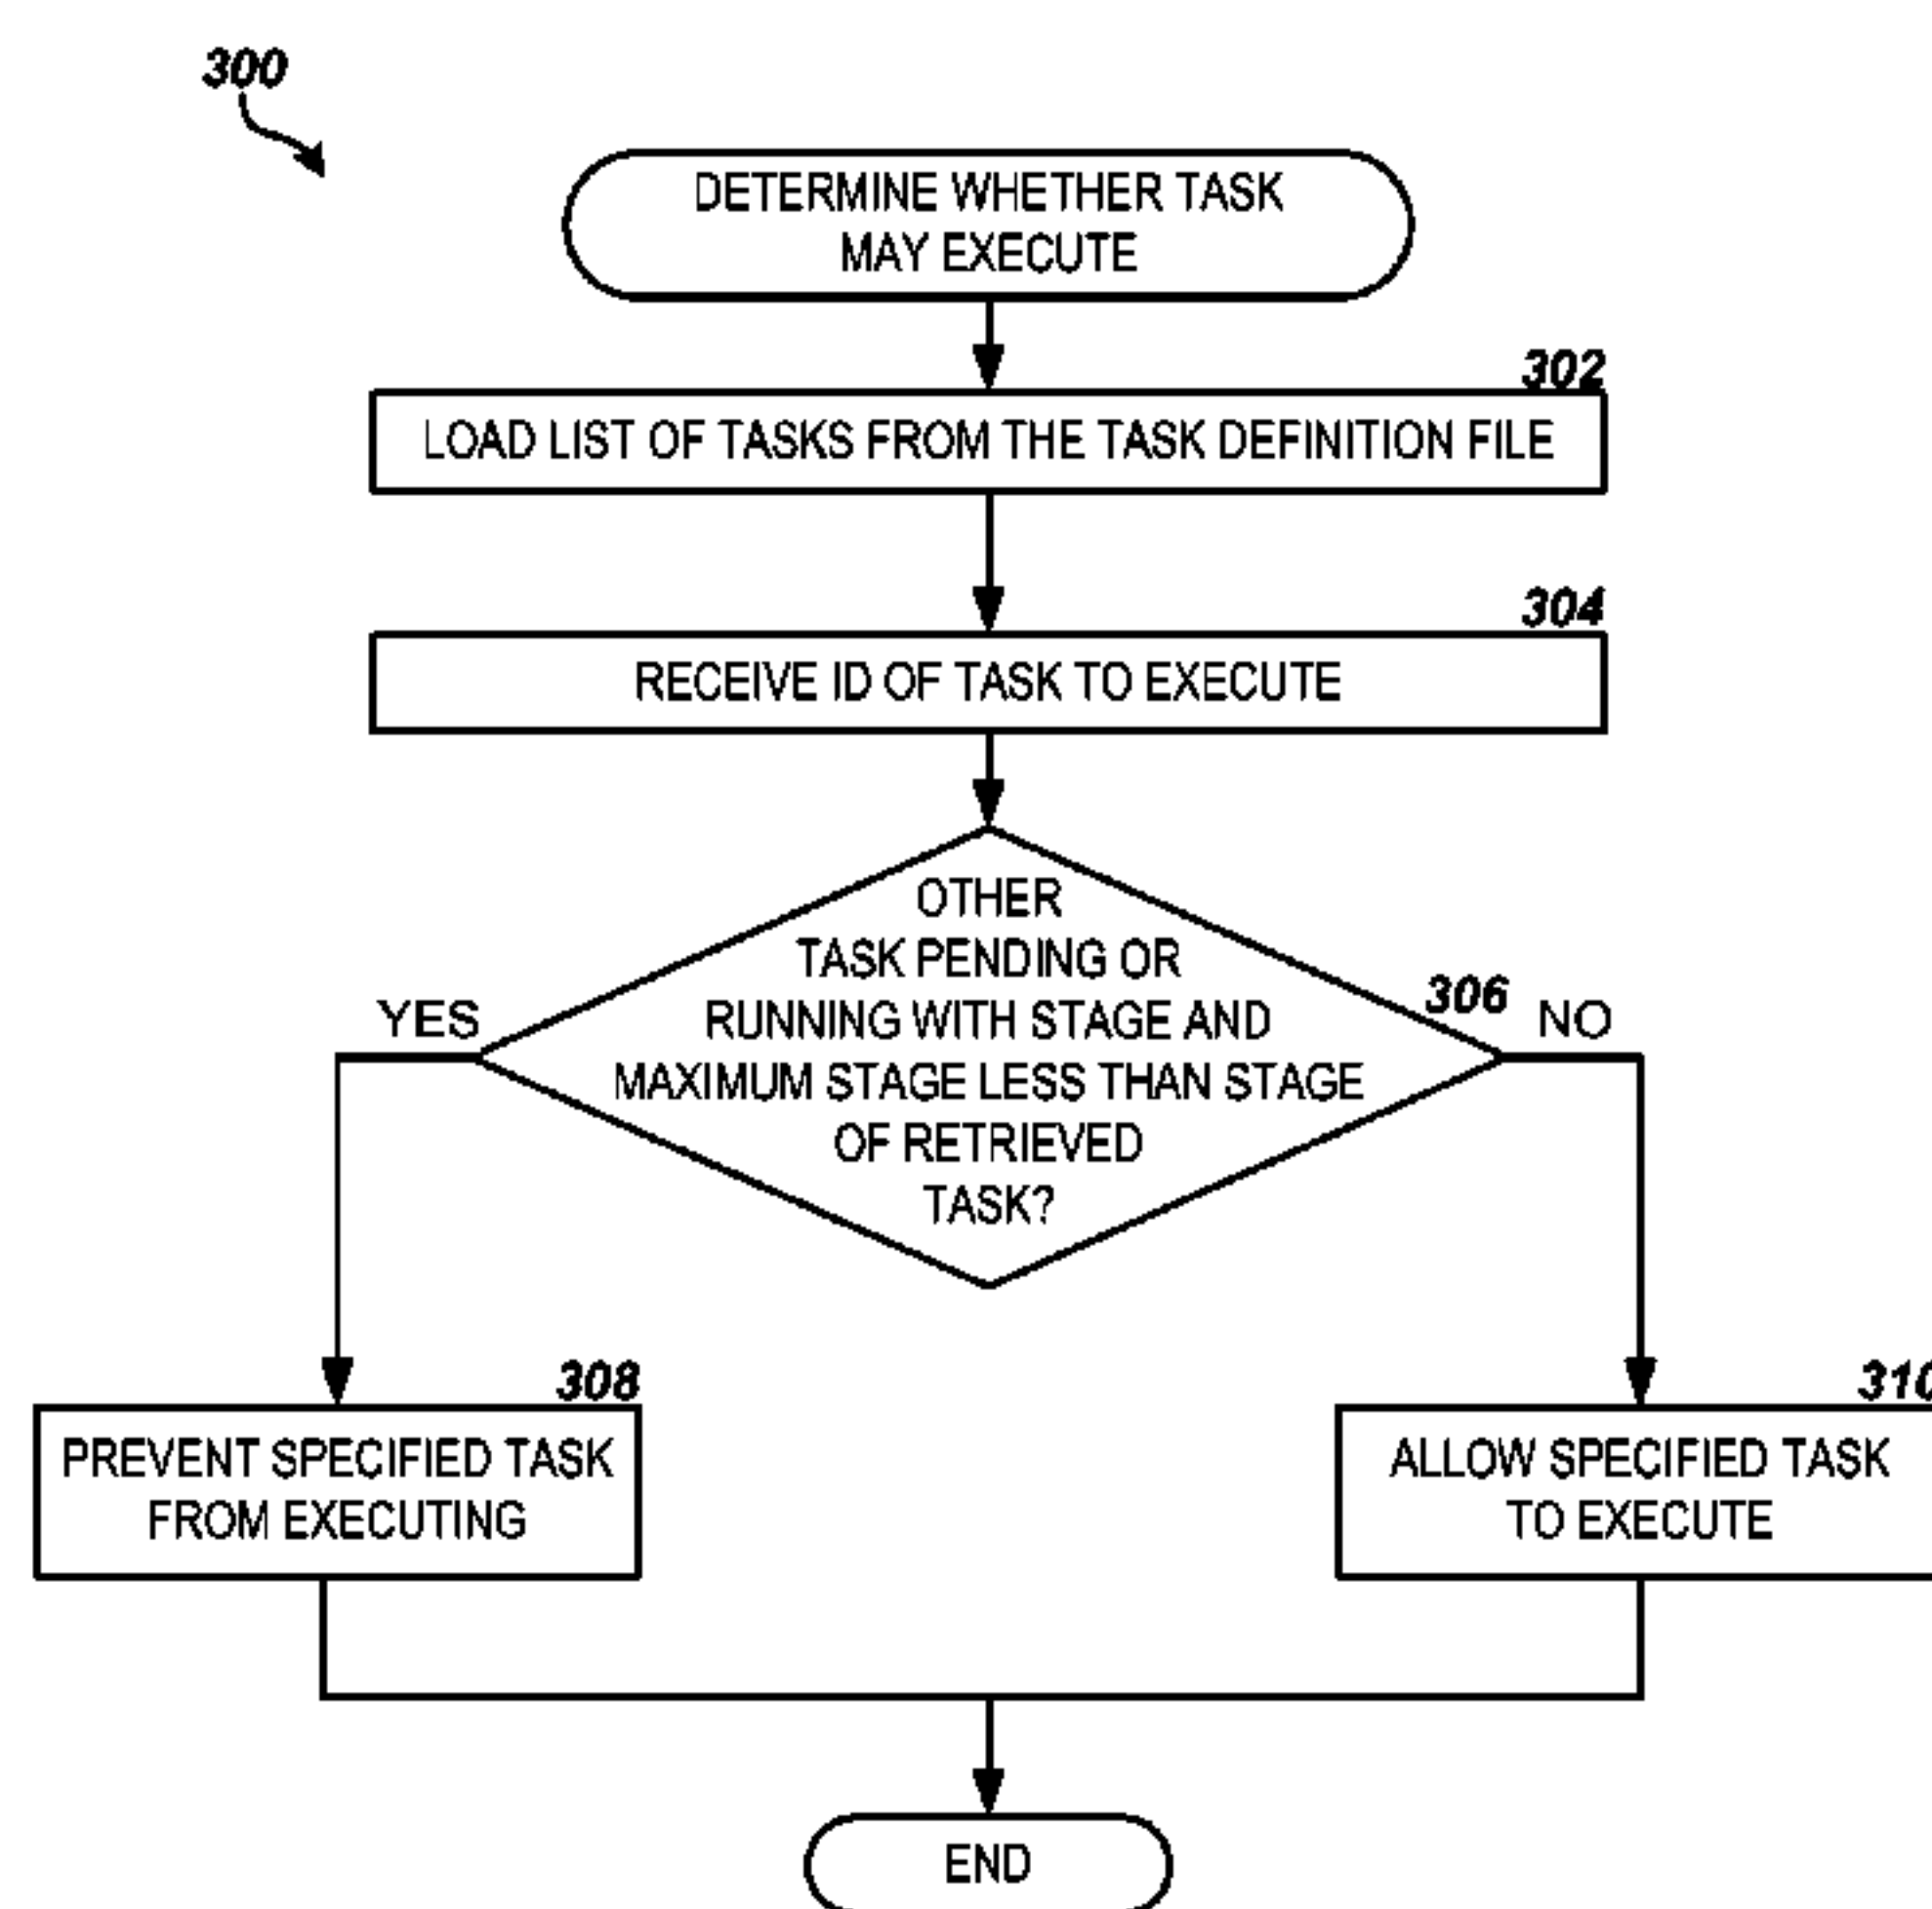 300
DETERMINE WHETHER TASK
MAY EXECUTE
302
LOAD LIST OF TASKS FROM THE TASK DEFINITION FILE
304
RECEIVE ID OF TASK TO EXECUTE
OTHER
TASK PENDING OR
RUNNING WITH STAGE AND
MAXIMUM STAGE LESS THAN STAGE
OF RETRIEVED
TASK?
306
YES
NO
308
PREVENT SPECIFIED TASK
FROM EXECUTING
310
ALLOW SPECIFIED TASK
TO EXECUTE
END